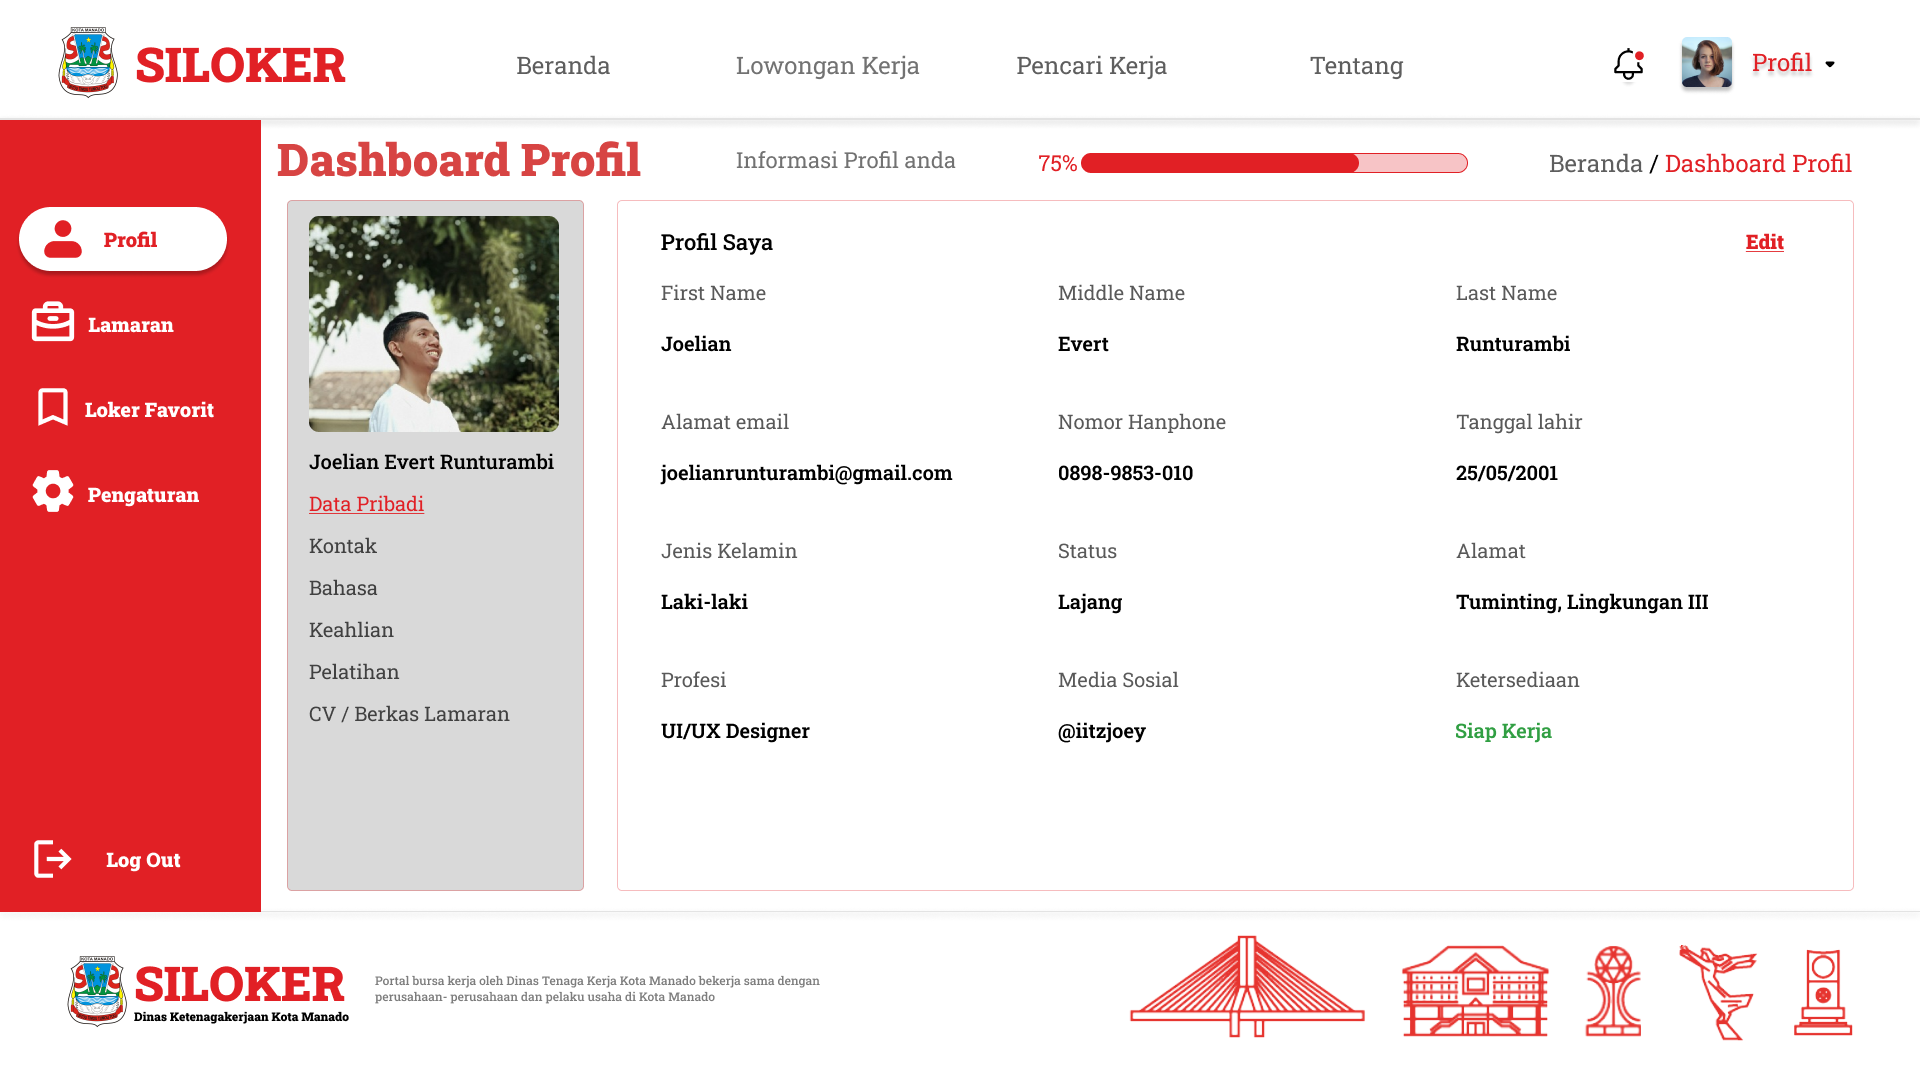 KOTA MANADO
SILOKER
Beranda
Lowongan Kerja
Pencari Kerja
Tentang
Profil
Dashboard Profil
Informasi Profil anda
75%
Beranda / Dashboard Profil
Profil
Lamaran
Loker Favorit
Pengaturan
Log Out
Joelian Evert Runturambi
Data Pribadi
Kontak
Bahasa
Keahlian
Pelatihan
CV / Berkas Lamaran
Profil Saya
Edit
First Name
Middle Name
Last Name
Joelian
Evert
Runturambi
Alamat email
Nomor Hanphone
Tanggal lahir
joelianrunturambi@gmail.com
0898-9853-010
25/05/2001
Jenis Kelamin
Status
Alamat
Laki-laki
Lajang
Tuminting, Lingkungan III
Profesi
Media Sosial
Ketersediaan
UI/UX Designer
@iitzjoey
Siap Kerja
KOTA MANADO
SILOKER
Dinas Ketenagakerjaan Kota Manado
Portal bursa kerja oleh Dinas Tenaga Kerja Kota Manado bekerja sama dengan
perusahaan- perusahaan dan pelaku usaha di Kota Manado